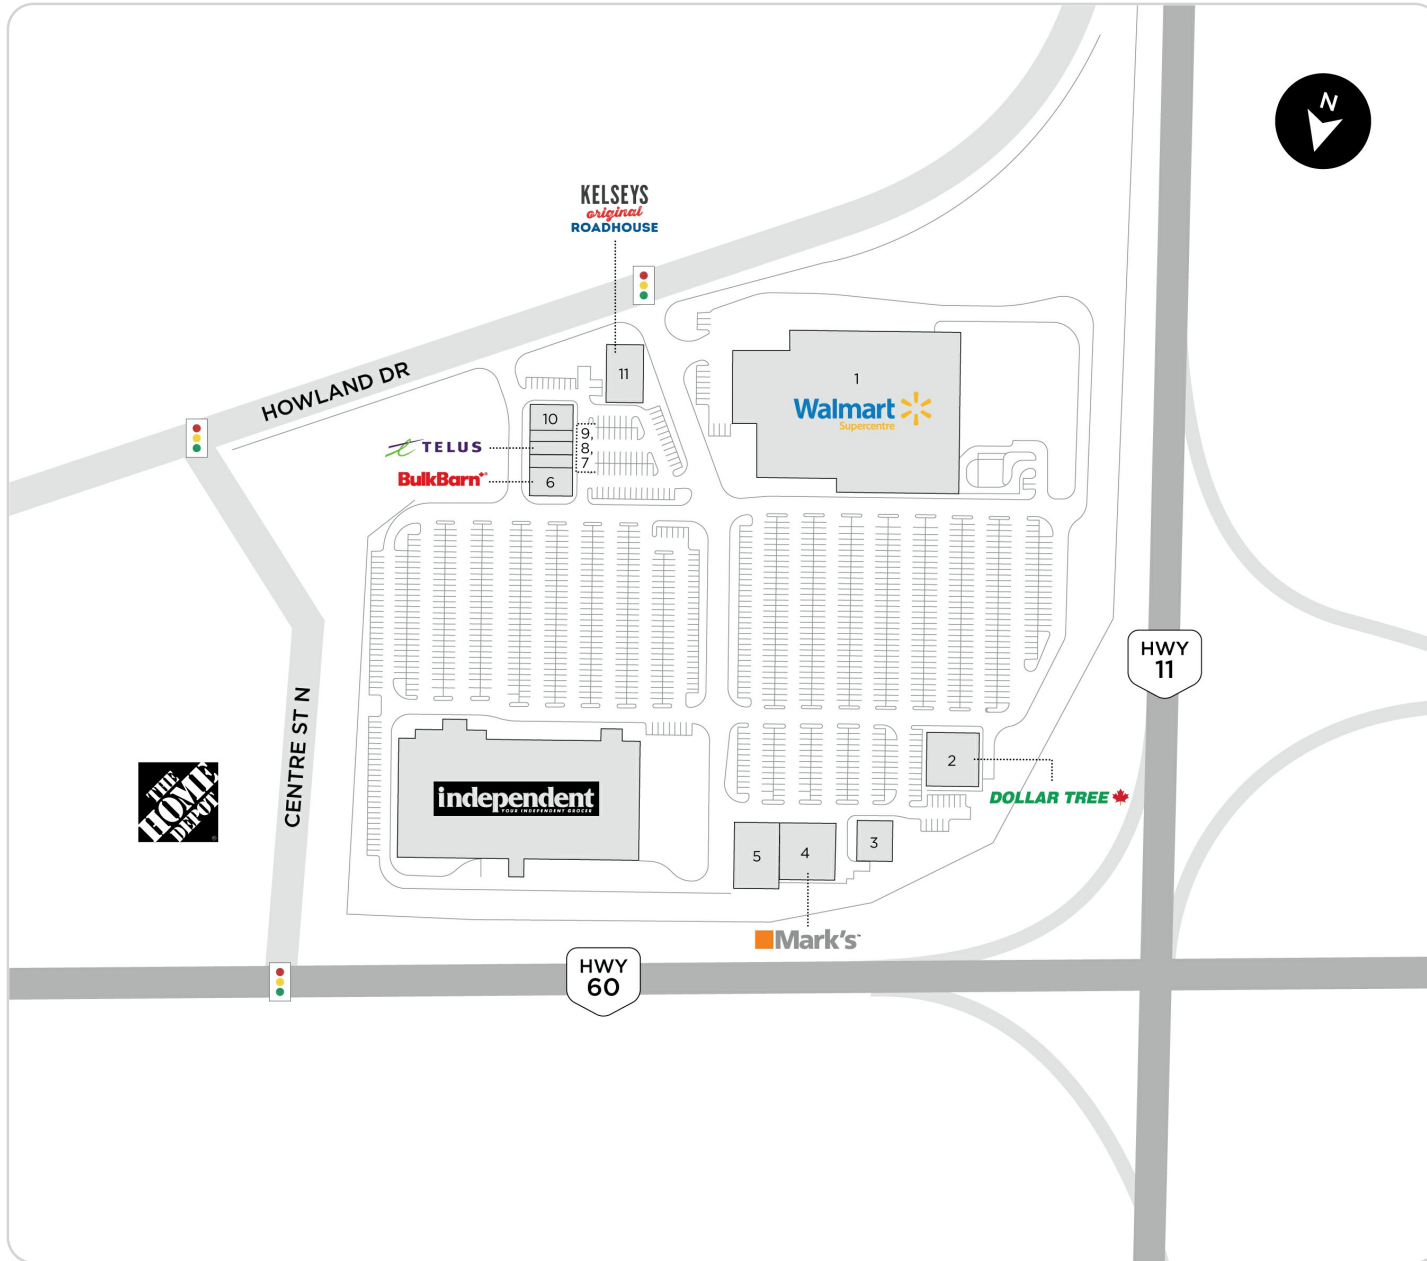 N
KELSEYS
original
ROADHOUSE
HOWLAND DR
11
10
9,
8,
7
TELUS
BulkBarn
6
1
Walmart
Supercentre
HWY
11
CENTRE ST N
THE
HOME
DEPOT
independent
YOUR INDEPENDENT GROCER
2
DOLLAR TREE
3
4
5
Mark's
HWY
60